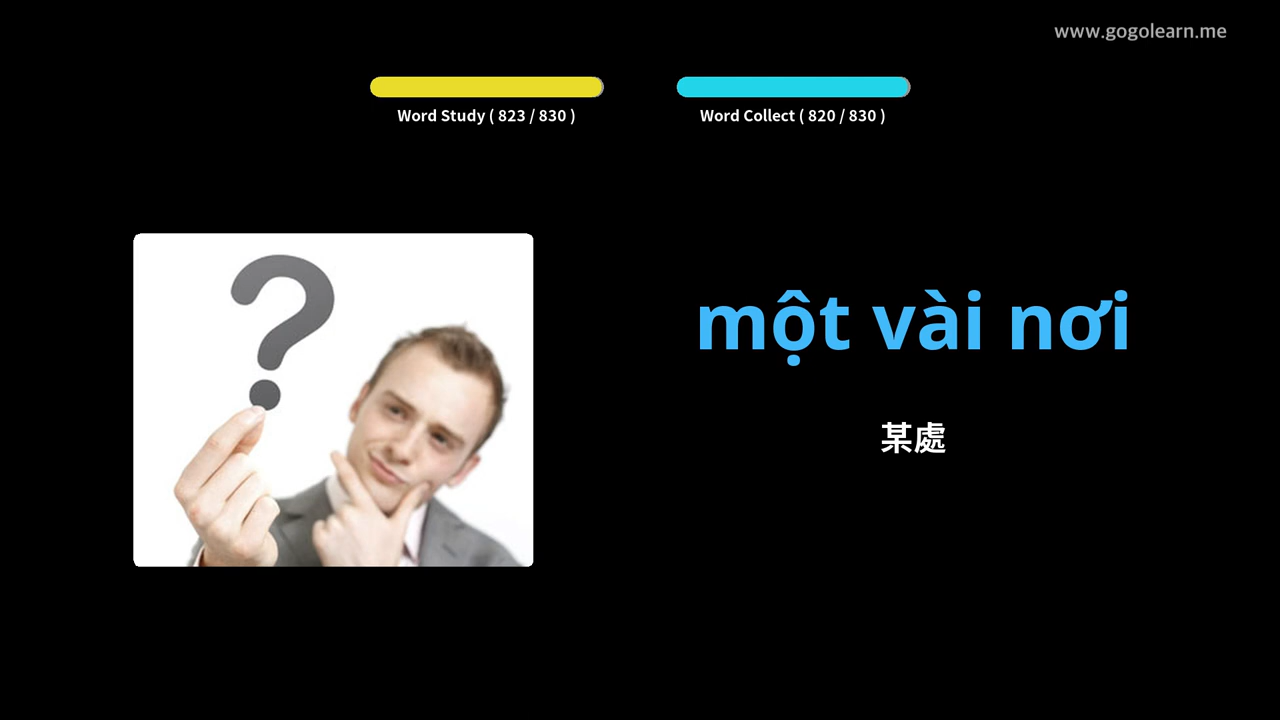 www.gogolearn.me
Word Study ( 823 / 830 )
Word Collect ( 820 / 830 )
?
một vài nơi
某處